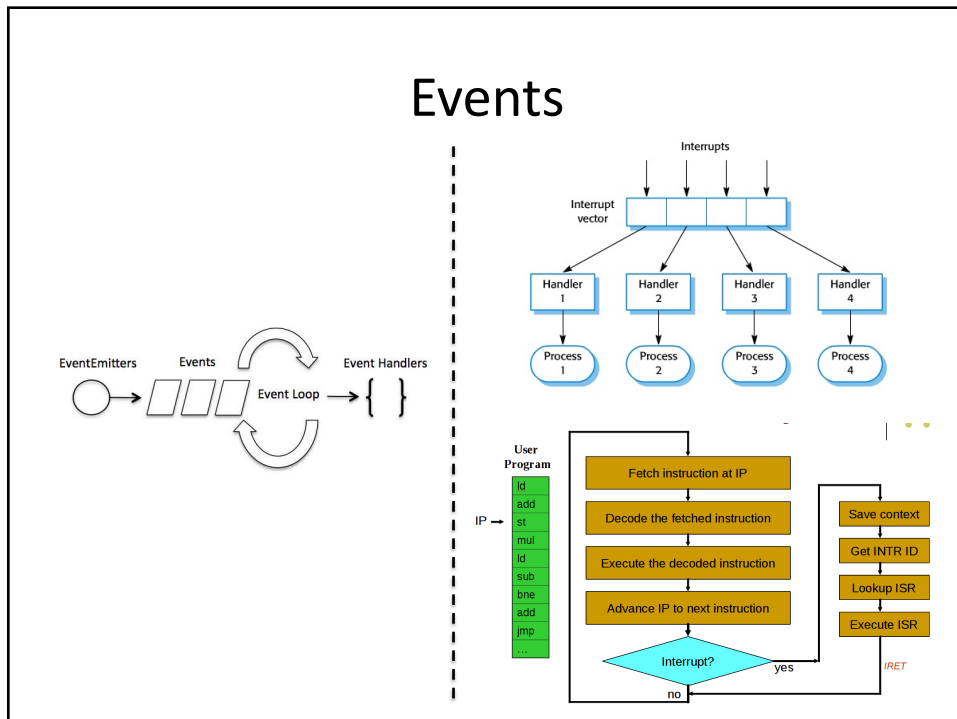 Events
EventEmitters
Events
Event Loop
Event Handlers
Interrupts
Interrupt
vector
Handler
1
Handler
2
Handler
3
Handler
4
Process
1
Process
2
Process
3
Process
4
User
Program
IP
ld
add
st
mul
ld
sub
bne
add
jmp
…
Fetch instruction at IP
Decode the fetched instruction
Execute the decoded instruction
Advance IP to next instruction
Interrupt?
yes
no
Save context
Get INTR ID
Lookup ISR
Execute ISR
IRET